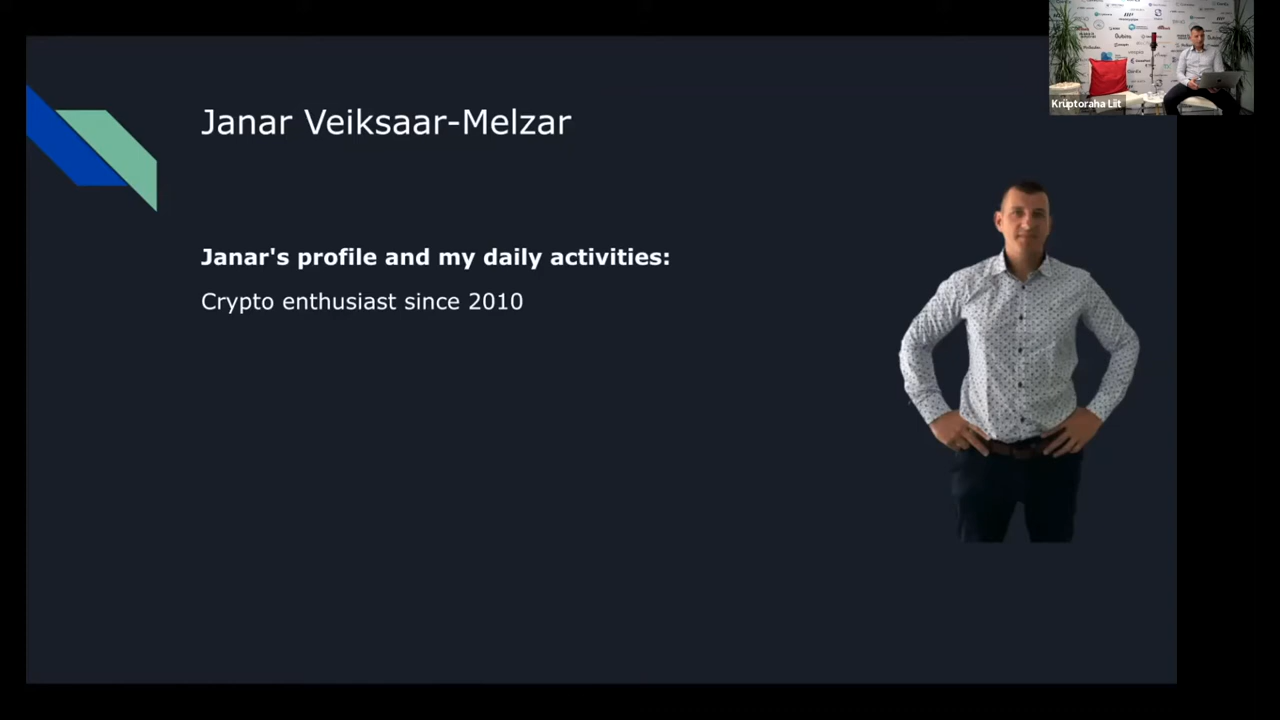 Janar Veiksaar-Melzar
Janar's profile and my daily activities:
Crypto enthusiast since 2010
Krüptoraha Liit